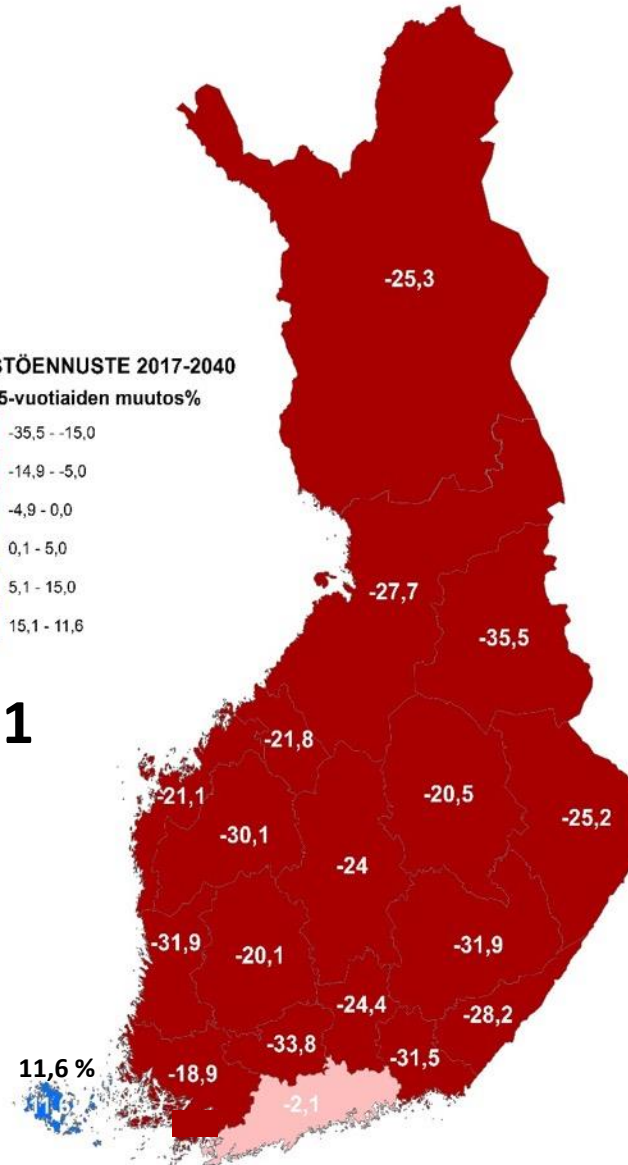 -25,3
STÖENNUSTE 2017-2040
5-vuotiaiden muutos%
-35,5 - -15,0
-14,9 - -5,0
-4,9 - 0,0
0,1 - 5,0
5,1 - 15,0
15,1 - 11,6
-27,7
-35,5
1
-21,8
-21,1
-20,5
-25,2
-30,1
-24
-31,9
-20,1
-31,9
-24,4
-28,2
-33,8
-31,5
11,6 %
-18,9
11,6
-2,1